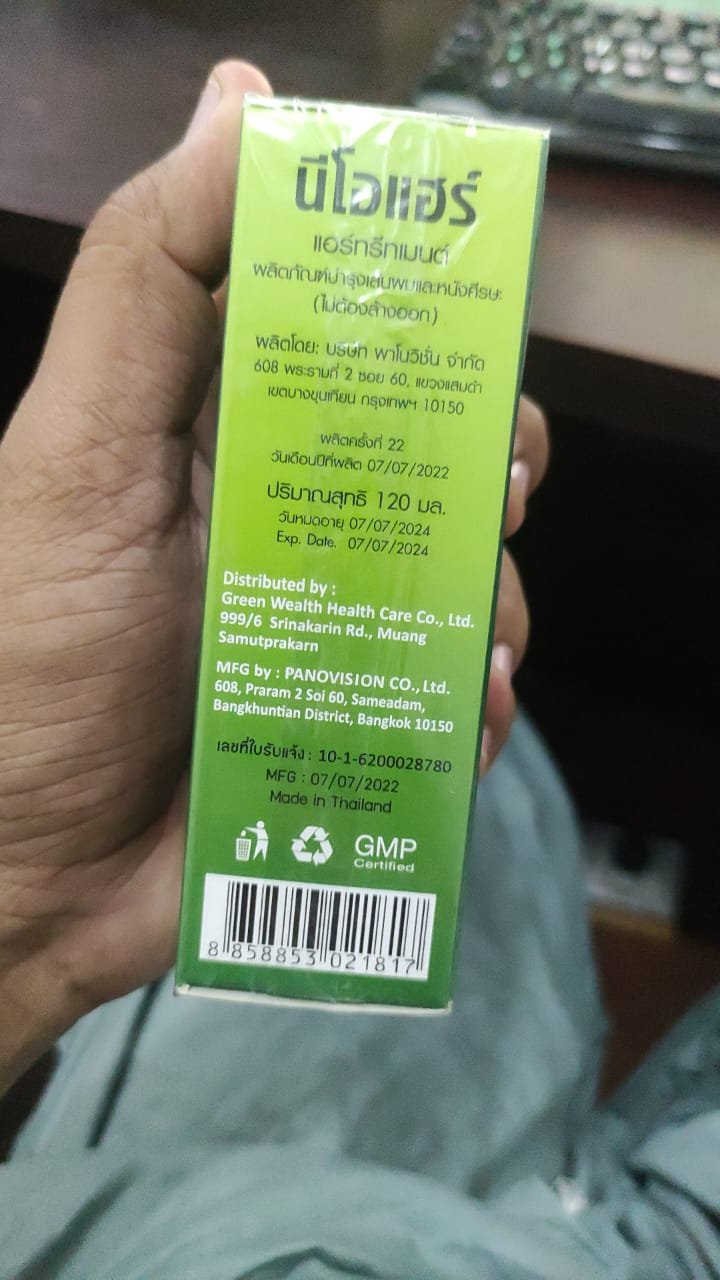 นีโอแฮร์
แฮร์ทรีทเมนต์
ผลิตภัณฑ์บำรุงเส้นผมและหนังศีรษะ
(ไม่ต้องล้างออก)
ผลิตโดย: บริษัท พาโนวิชั่น จำกัด
608 พระรามที่ 2 ซอย 60, แขวงแสมดำ
เขตบางขุนเทียน กรุงเทพฯ 10150
ผลิตครั้งที่ 22
วันเดือนปีที่ผลิต 07/07/2022
ปริมาณสุทธิ 120 มล.
วันหมดอายุ 07/07/2024
Exp. Date. 07/07/2024
Distributed by :
Green Wealth Health Care Co., Ltd.
999/6 Srinakarin Rd., Muang
Samutprakarn
MFG by : PANOVISION CO., Ltd.
608, Praram 2 Soi 60, Sameadam,
Bangkhuntian District, Bangkok 10150
เลขที่ใบรับแจ้ง : 10-1-6200028780
MFG : 07/07/2022
Made in Thailand
GMP
Certified
8 858853 021817